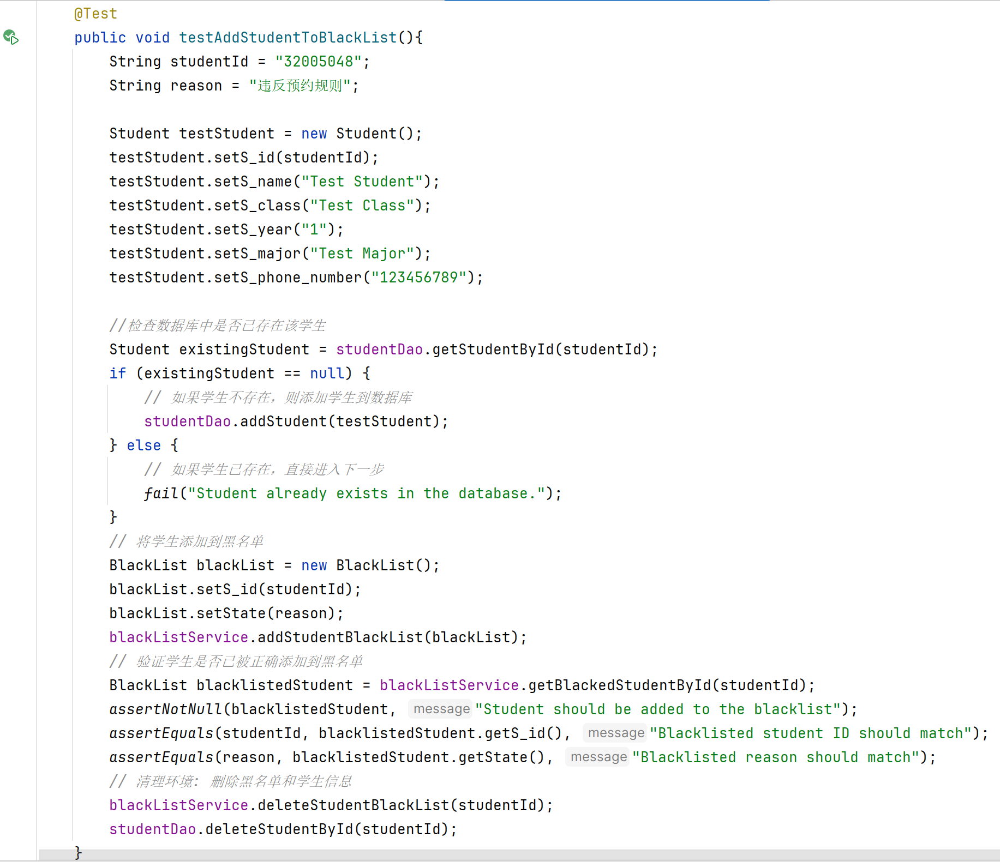 @Test
public void testAddStudentToBlackList(){
String studentId = "32005048";
String reason = "违反预约规则";
Student testStudent = new Student();
testStudent.setS_id(studentId);
testStudent.setS_name("Test Student");
testStudent.setS_class("Test Class");
testStudent.setS_year("1");
testStudent.setS_major("Test Major");
testStudent.setS_phone_number("123456789");
//检查数据库中是否已存在该学生
Student existingStudent = studentDao.getStudentById(studentId);
if (existingStudent == null) {
// 如果学生不存在，则添加学生到数据库
studentDao.addStudent(testStudent);
} else {
// 如果学生已存在，直接进入下一步
fail("Student already exists in the database.");
}
// 将学生添加到黑名单
BlackList blackList = new BlackList();
blackList.setS_id(studentId);
blackList.setState(reason);
blackListService.addStudentBlackList(blackList);
// 验证学生是否已被正确添加到黑名单
BlackList blacklistedStudent = blackListService.getBlackedStudentById(studentId);
assertNotNull(blacklistedStudent, message "Student should be added to the blacklist");
assertEquals(studentId, blacklistedStudent.getS_id(), message "Blacklisted student ID should match");
assertEquals(reason, blacklistedStudent.getState(), message "Blacklisted reason should match");
// 清理环境: 删除黑名单和学生信息
blackListService.deleteStudentBlackList(studentId);
studentDao.deleteStudentById(studentId);
}